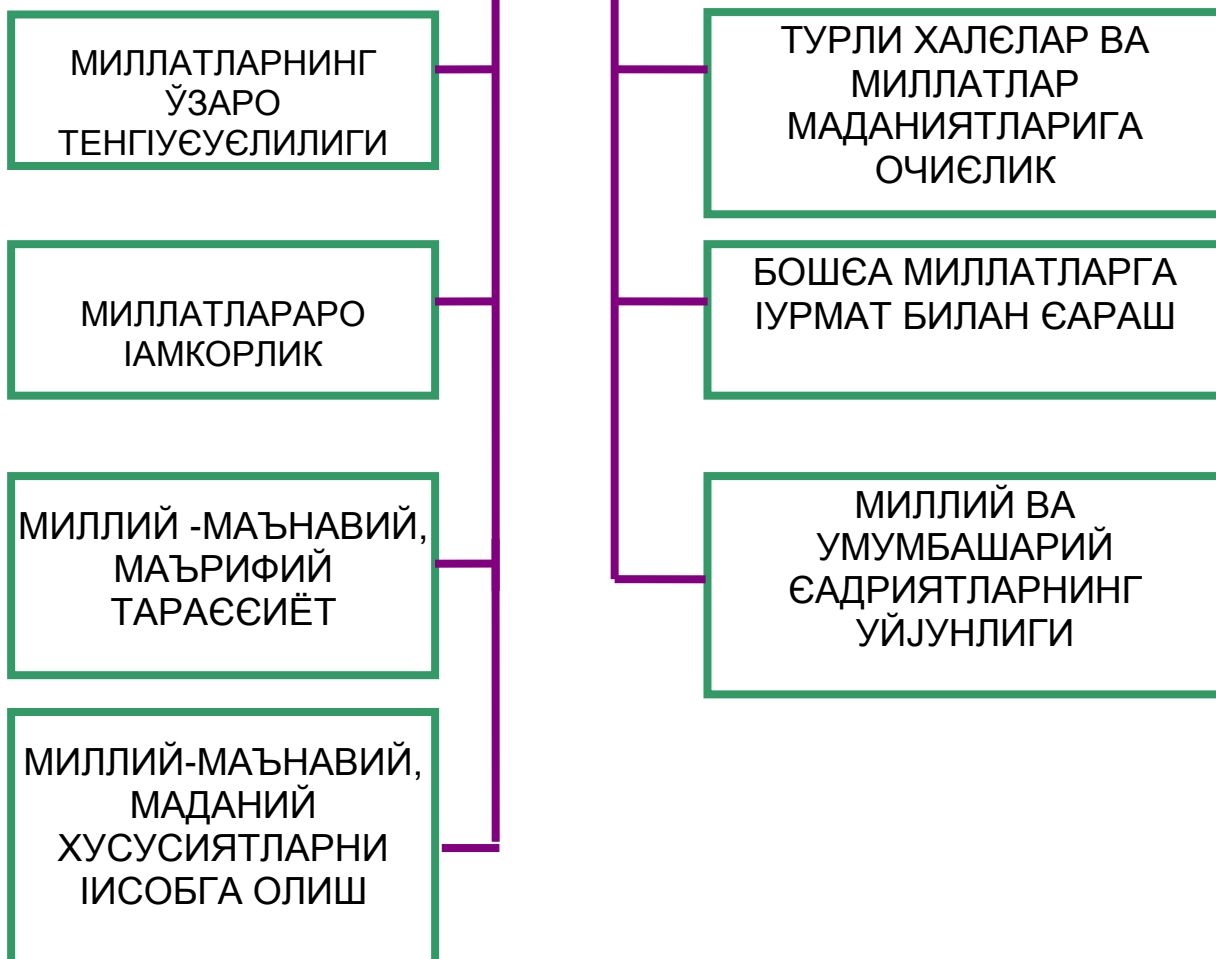 МИЛЛАТЛАРНИНГ
ЎЗАРО
ТЕНГІУЄУЄЛИЛИГИ
МИЛЛАТЛАРАРО
ІАМКОРЛИК
МИЛЛИЙ -МАЪНАВИЙ,
МАЪРИФИЙ
ТАРАЄЄИЁТ
МИЛЛИЙ-МАЪНАВИЙ,
МАДАНИЙ
ХУСУСИЯТЛАРНИ
ІИСОБГА ОЛИШ
ТУРЛИ ХАЛЄЛАР ВА
МИЛЛАТЛАР
МАДАНИЯТЛАРИГА
ОЧИЄЛИК
БОШЄА МИЛЛАТЛАРГА
ІУРМАТ БИЛАН ЄАРАШ
МИЛЛИЙ ВА
УМУМБАШАРИЙ
ЄАДРИЯТЛАРНИНГ
УЙЈУНЛИГИ